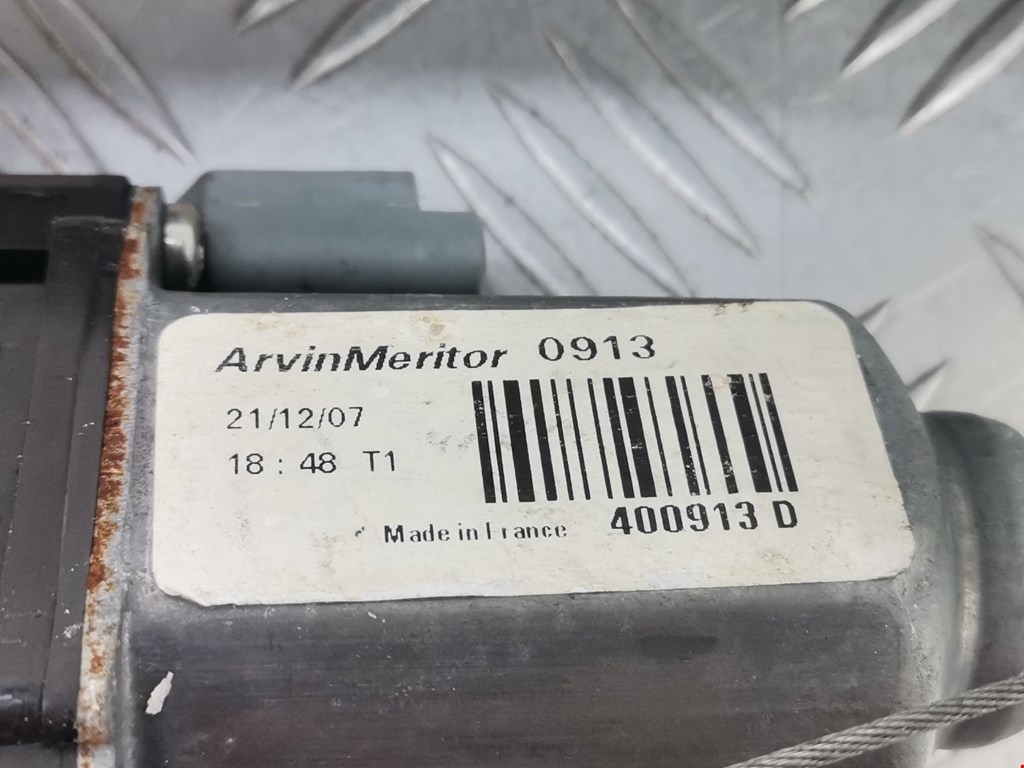 ArvinMeritor 0913
21/12/07
18 : 48 T1
Made in France
400913 D